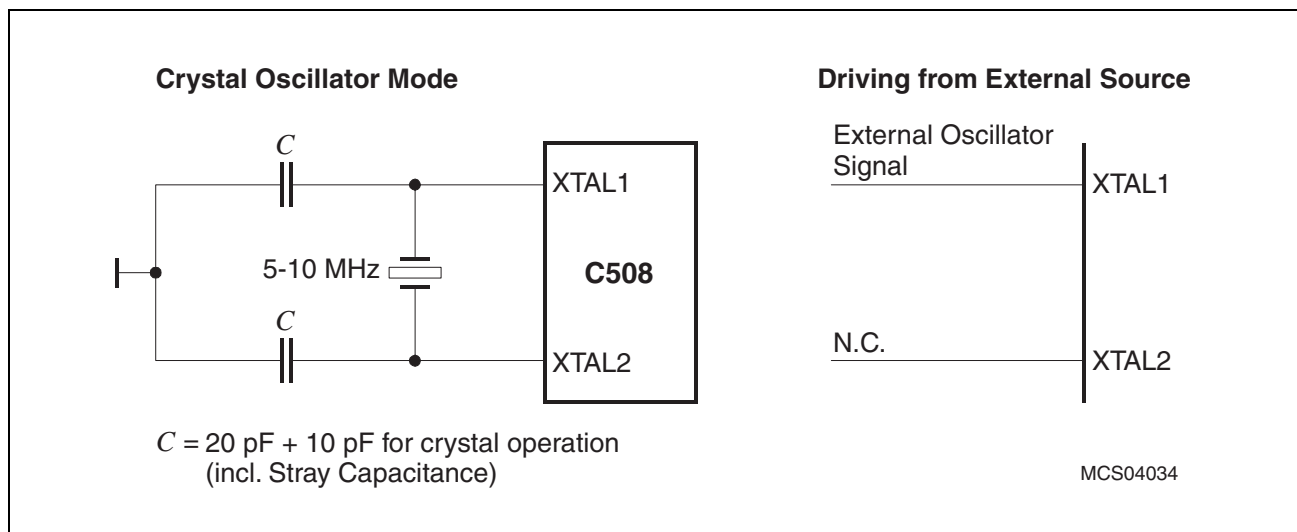 Crystal Oscillator Mode
C
XTAL1
5-10 MHz
C508
C
XTAL2
C = 20 pF + 10 pF for crystal operation
(incl. Stray Capacitance)
Driving from External Source
External Oscillator
Signal
XTAL1
N.C.
XTAL2
MCS04034